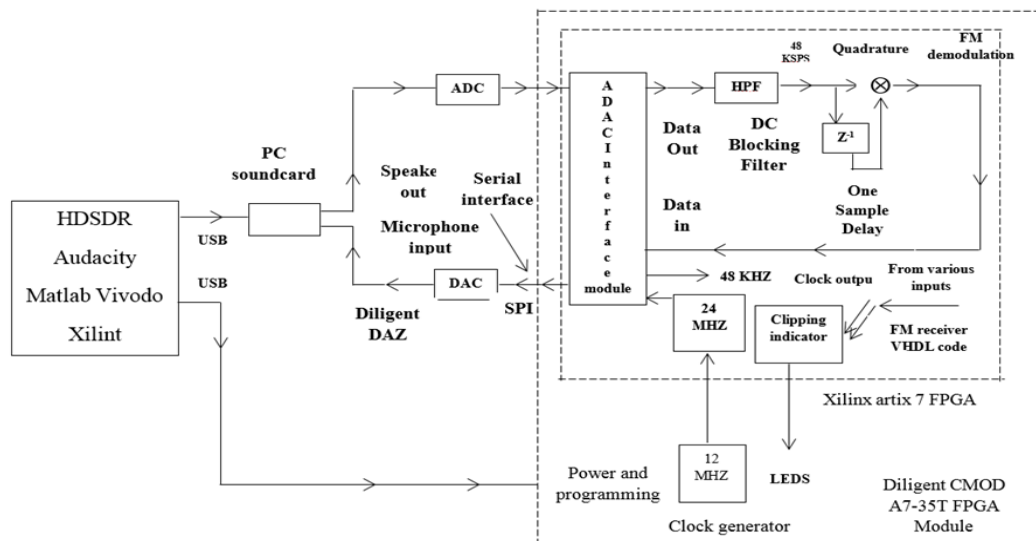 HDSDR
Audacity
Matlab Vivodo
Xilint
USB
USB
PC
soundcard
ADC
Speake
out
Microphone
input
Serial
interface
DAC
SPI
Diligent
DAZ
ADACInterface
module
Data
Out
Data
in
HPF
DC
Blocking
Filter
48
KSPS
Quadrature
FM
demodulation
Z-1
One
Sample
Delay
48 KHZ
Clock outpu
From various
inputs
24
MHZ
Clipping
indicator
FM receiver
VHDL code
Xilinx artix 7 FPGA
Power and
programming
12
MHZ
LEDS
Clock generator
Diligent CMOD
A7-35T FPGA
Module